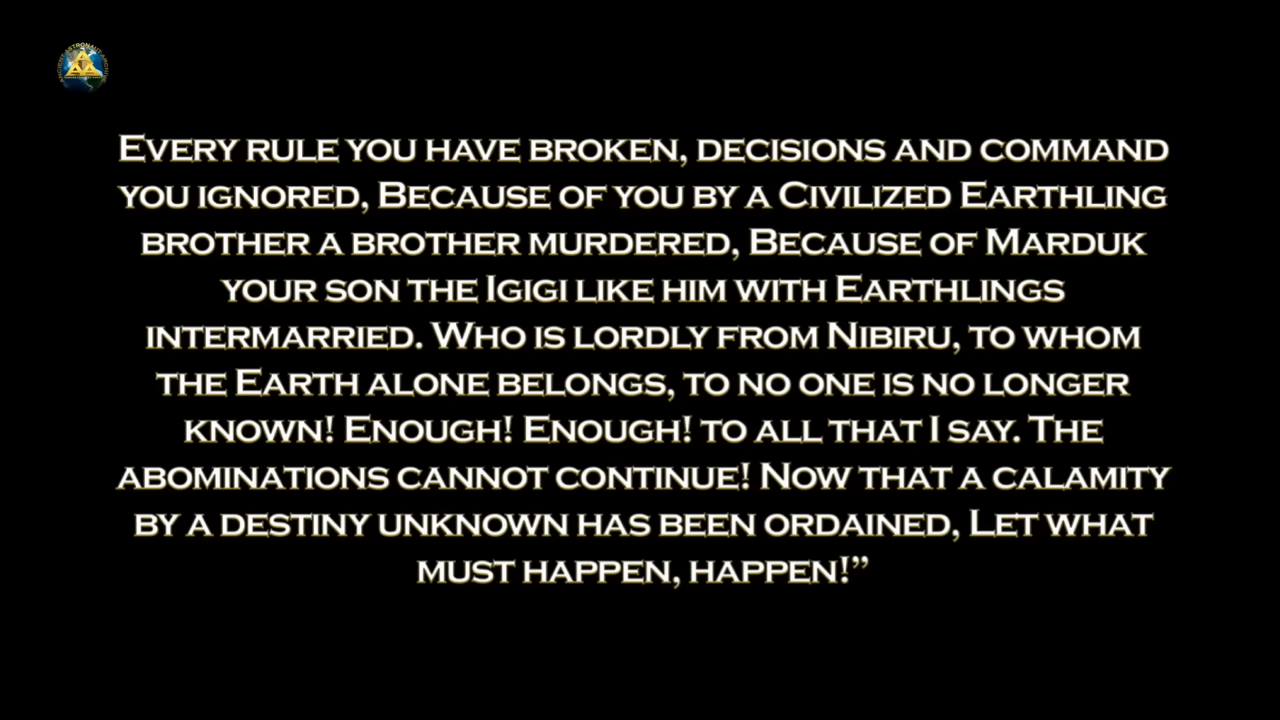 ANCIENT ASTRONAUT ARCHIVE
Every rule you have broken, decisions and command
you ignored, Because of you by a Civilized Earthling
brother a brother murdered, Because of Marduk
your son the Igigi like him with Earthlings
intermarried. Who is lordly from Nibiru, to whom
the Earth alone belongs, to no one is no longer
known! Enough! Enough! to all that I say. The
abominations cannot continue! Now that a calamity
by a destiny unknown has been ordained, Let what
must happen, happen!”